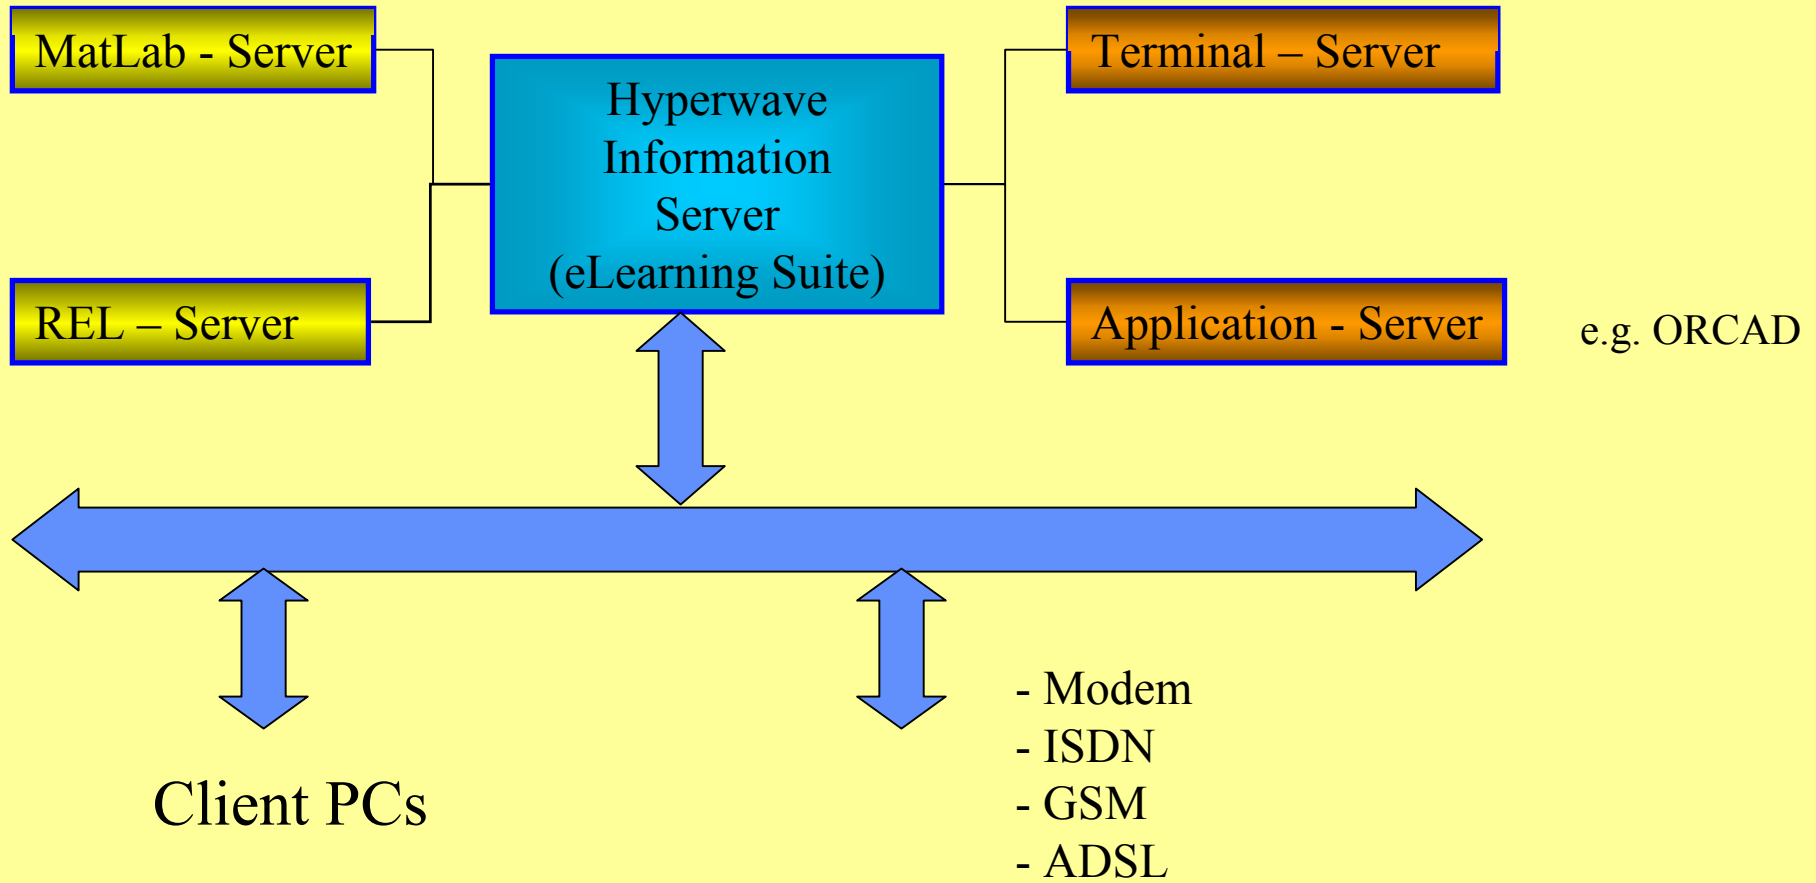 MatLab - Server
Hyperwave
Information
Server
(eLearning Suite)
Terminal – Server
REL – Server
Application - Server
e.g. ORCAD
Client PCs
- Modem
- ISDN
- GSM
- ADSL